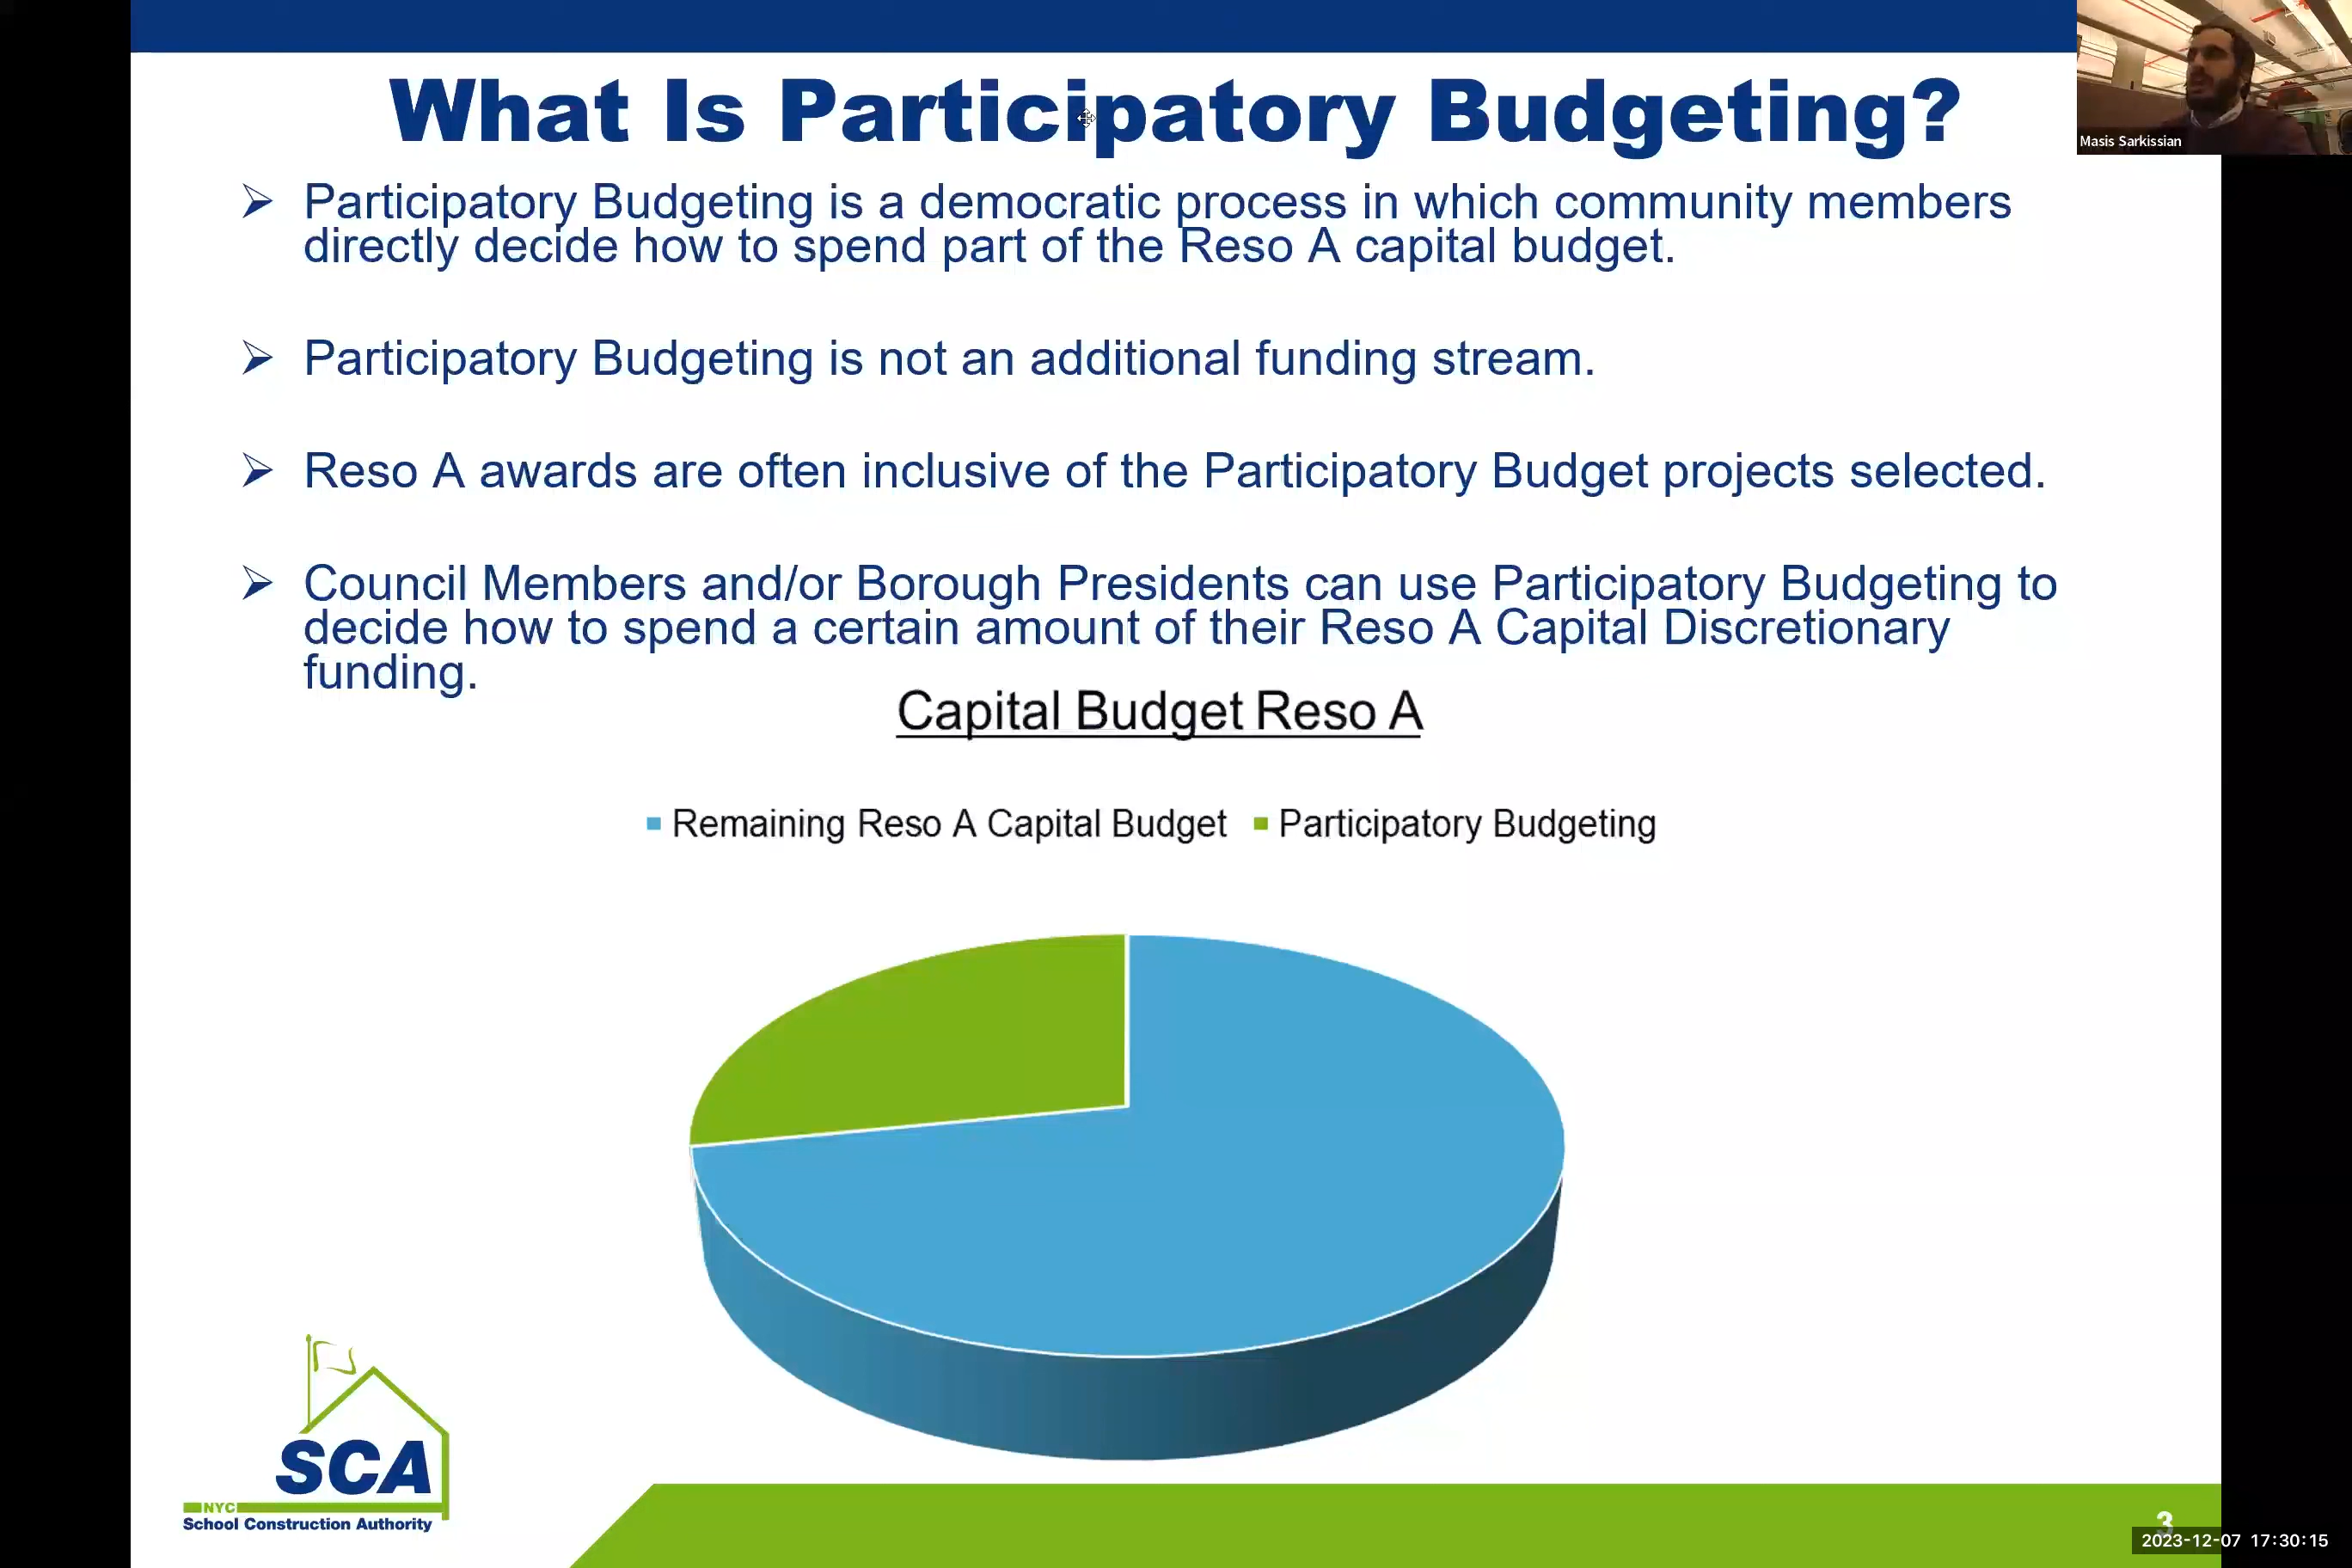 What Is Participatory Budgeting?
Masis Sarkissian
Participatory Budgeting is a democratic process in which community members
directly decide how to spend part of the Reso A capital budget.
Participatory Budgeting is not an additional funding stream.
Reso A awards are often inclusive of the Participatory Budget projects selected.
Council Members and/or Borough Presidents can use Participatory Budgeting to
decide how to spend a certain amount of their Reso A Capital Discretionary
funding.
Capital Budget Reso A
Remaining Reso A Capital Budget Participatory Budgeting
SCA
NYC
School Construction Authority
3
2023-12-07 17:30:15